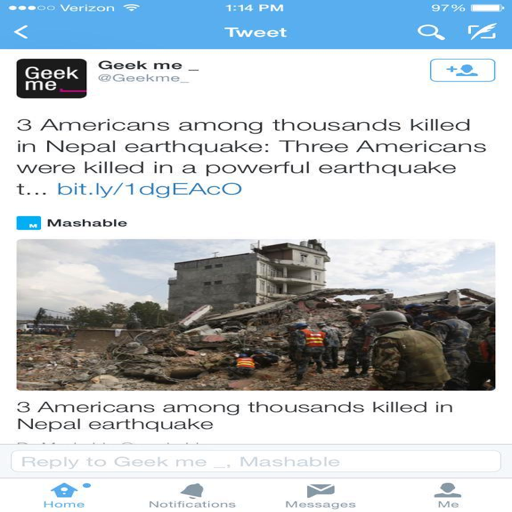 Verizon 1:14 PM 97%
Tweet
Geek
me_
Geek me _
@Geekme_
3 Americans among thousands killed
in Nepal earthquake: Three Americans
were killed in a powerful earthquake
t... bit.ly/1dgEAcO
M Mashable
3 Americans among thousands killed in
Nepal earthquake
Reply to Geek me _, Mashable
Home Notifications Messages Me